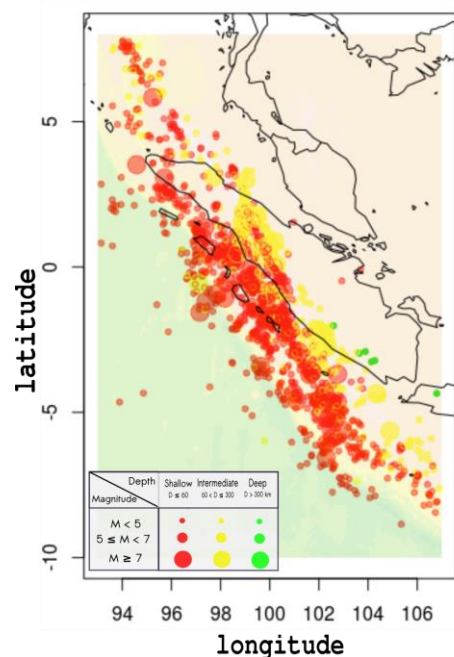 latitude
5
0
-5
-10
Depth
Magnitude
Shallow Intermediate Deep
D ≤ 60 60 < D ≤ 300 D > 300 km
M < 5
5 ≤ M < 7
M ≥ 7
94 96 98 100 102 104 106
longitude